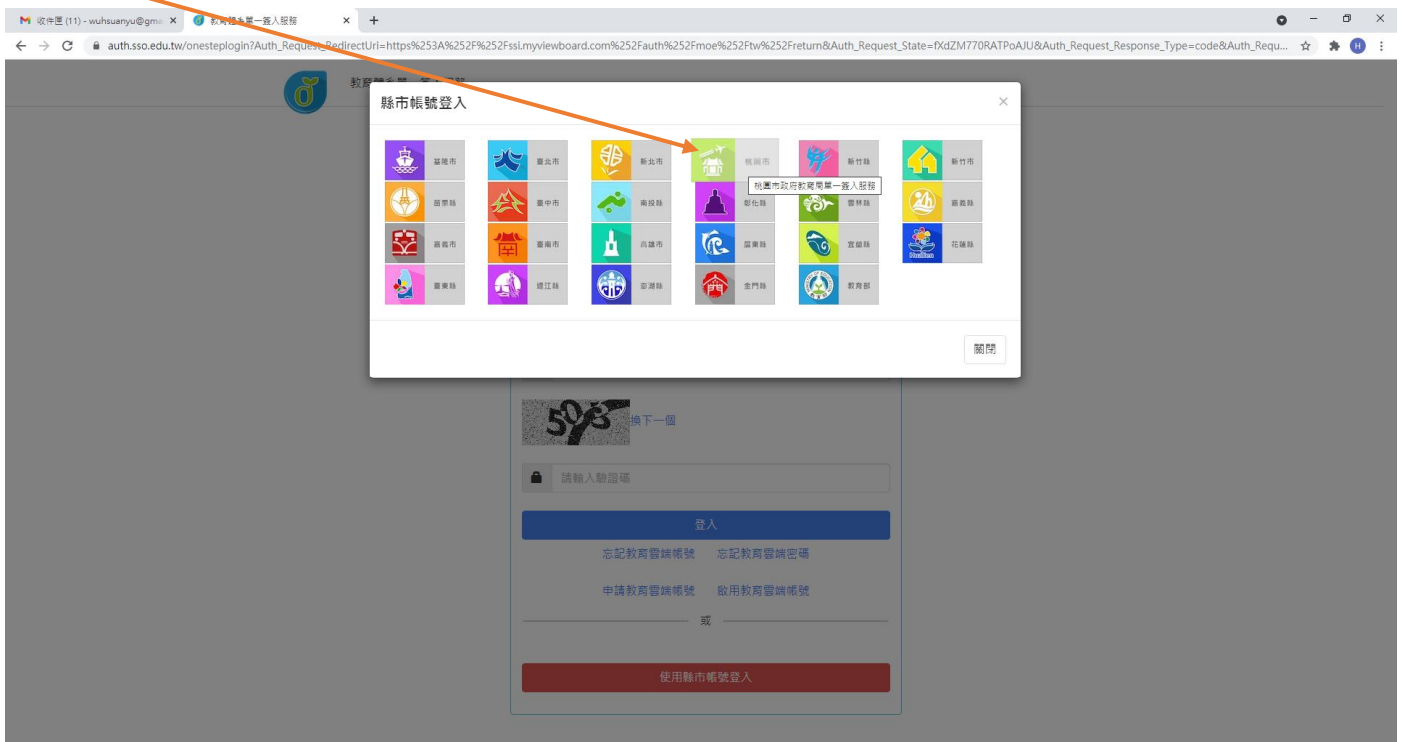 收件匣 (11) - wuhsuanyu@gma
教育體系單一簽入服務
auth.sso.edu.tw/onesteplogin?Auth_Request_RedirectUri=https%253A%252F%252Fssi.myviewboard.com%252Fauth%252Fmoe%252Ftw%252Freturn&Auth_Request_State=fXdZM770RATPoAJU&Auth_Request_Response_Type=code&Auth_Requ...
H
縣市帳號登入
基隆市 臺北市 新北市 桃園市 新竹縣 新竹市
桃園市政府教育局單一簽入服務
苗栗縣 臺中市 南投縣 彰化縣 雲林縣 嘉義縣
嘉義市 臺南市 高雄市 屏東縣 宜蘭縣 花蓮縣
Hualien
臺東縣 連江縣 澎湖縣 金門縣 教育部
關閉
503 換下一個
請輸入驗證碼
登入
忘記教育雲端帳號 忘記教育雲端密碼
申請教育雲端帳號 啟用教育雲端帳號
或
使用縣市帳號登入